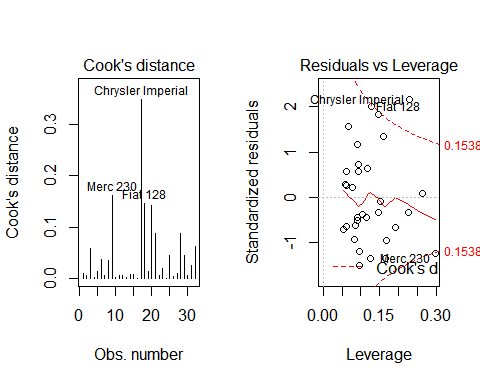 Cook's distance
Cook's distance
0.0
0.1
0.2
0.3
0
10
20
30
Obs. number
Chrysler Imperial
Merc 230
Fiat 128
Residuals vs Leverage
Standardized residuals
-1
0
1
2
0.00
0.15
0.30
Leverage
Chrysler Imperial
Fiat 128
Merc 230
Cook's d
0.1538
0.1538